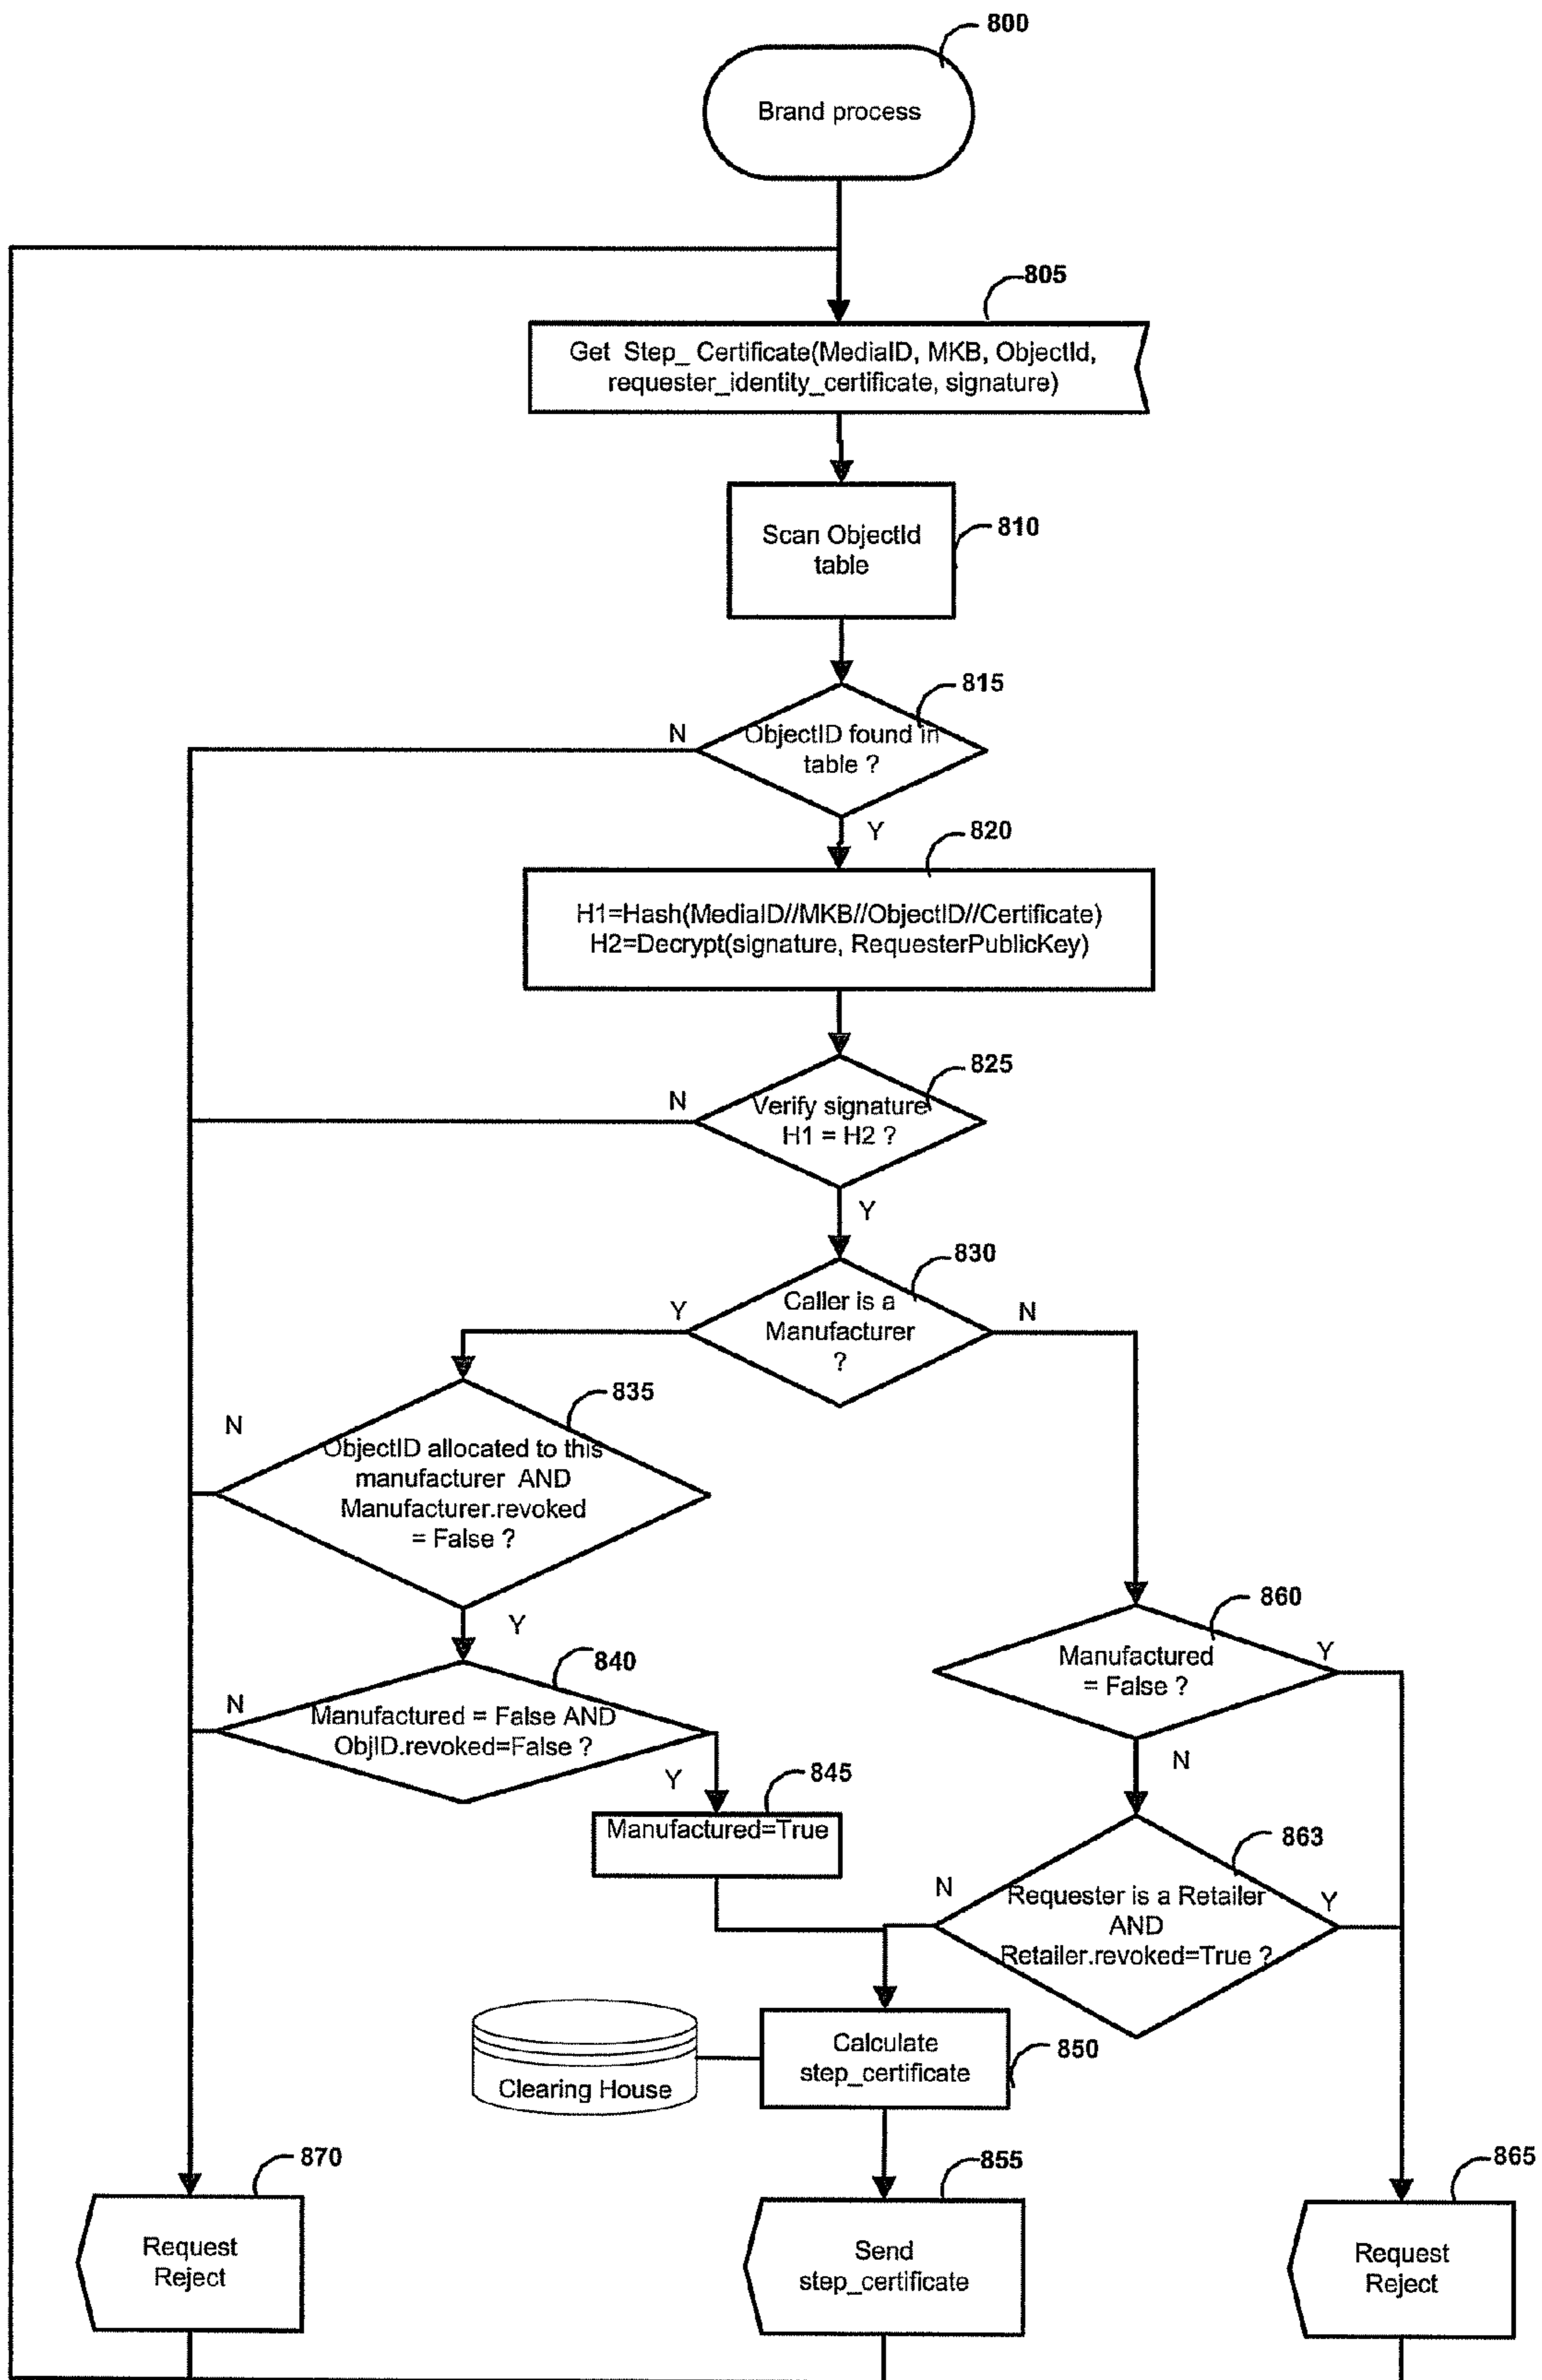 800
Brand process
805
Get Step_ Certificate(MediaID, MKB, ObjectId,
requester_identity_certificate, signature)
Scan ObjectId
table
810
815
N
ObjectID found in
table ?
Y
820
H1=Hash(MediaID//MKB//ObjectID//Certificate)
H2=Decrypt(signature, RequesterPublicKey)
825
N
Verify signature
H1 = H2 ?
Y
830
Y
Caller is a
Manufacturer
?
N
835
N
ObjectID allocated to this
manufacturer AND
Manufacturer.revoked
= False ?
Y
860
Manufactured
= False ?
Y
N
840
N
Manufactured = False AND
ObjID.revoked=False ?
Y
845
Manufactured=True
863
N
Requester is a Retailer
AND
Retailer.revoked=True ?
Y
Clearing House
Calculate
step_certificate
850
870
Request
Reject
855
Send
step_certificate
865
Request
Reject